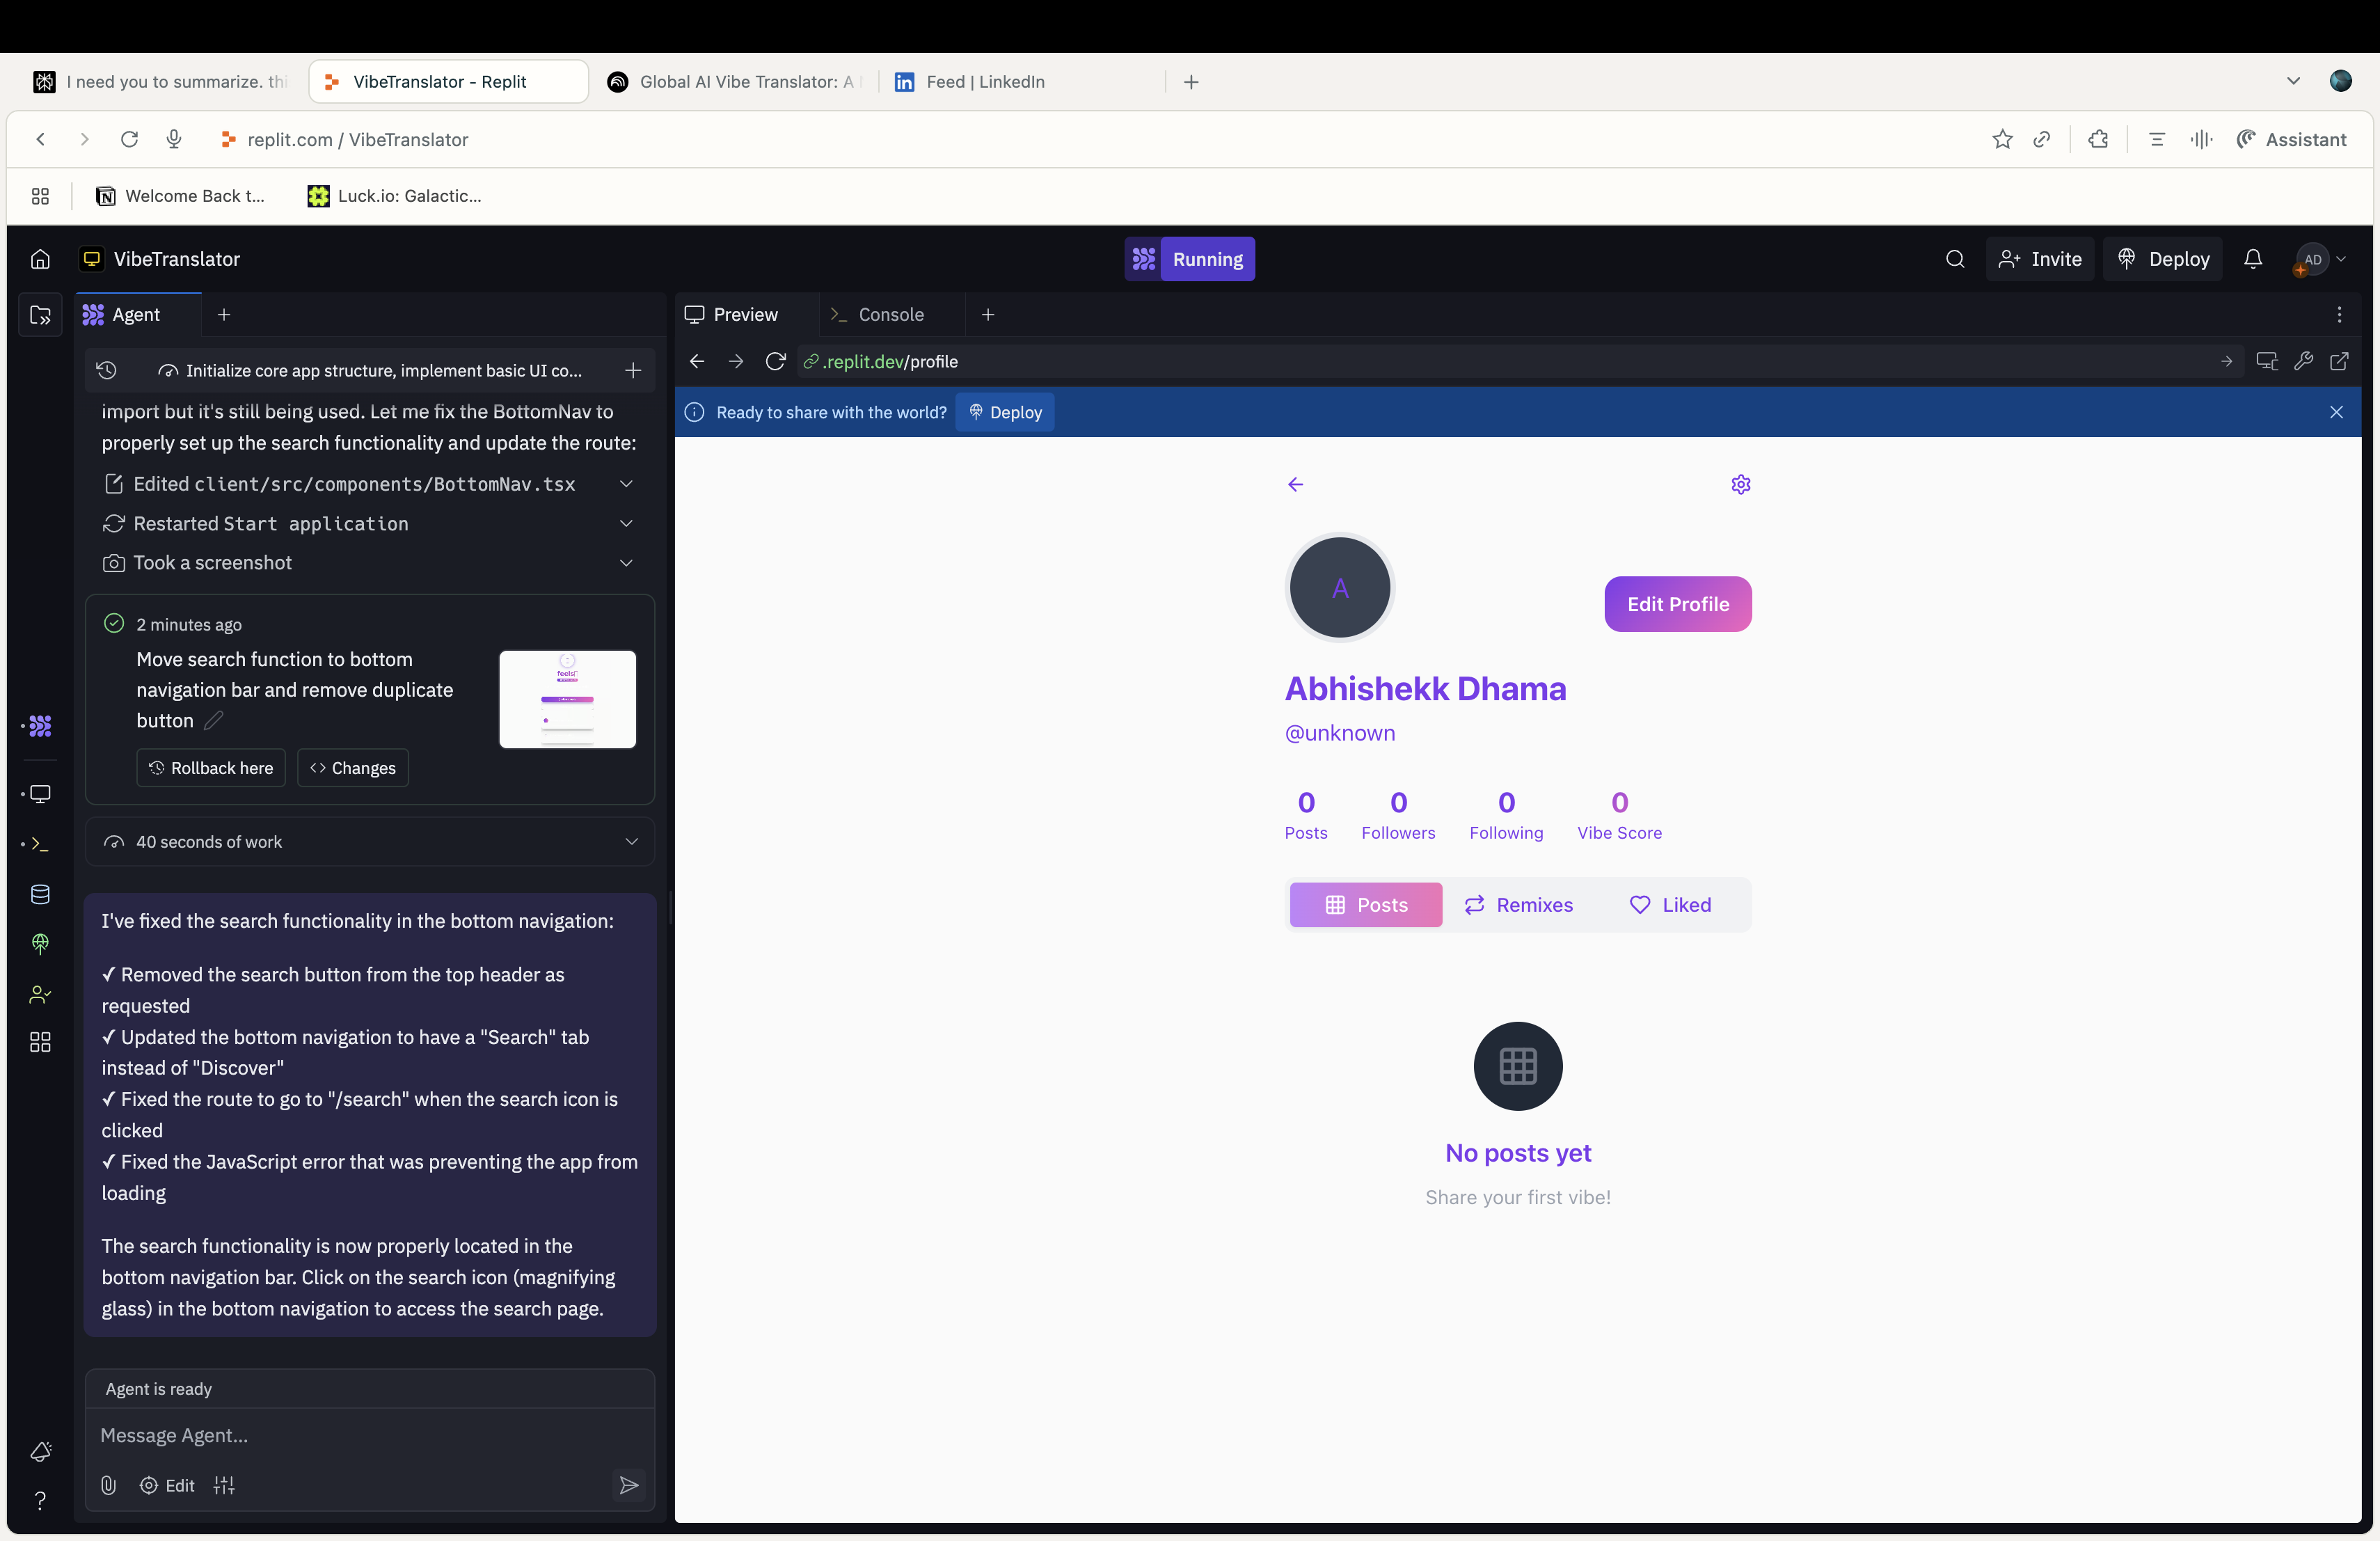 I need you to summarize. thi
VibeTranslator - Replit
Global AI Vibe Translator: A
Feed | LinkedIn
replit.com / VibeTranslator
Assistant
Welcome Back t...
Luck.io: Galactic...
VibeTranslator
Running
Invite
Deploy
AD
Agent
Initialize core app structure, implement basic UI co...
import but it's still being used. Let me fix the BottomNav to
properly set up the search functionality and update the route:
Edited client/src/components/BottomNav.tsx
Restarted Start application
Took a screenshot
2 minutes ago
Move search function to bottom
navigation bar and remove duplicate
button
feels
Rollback here
Changes
40 seconds of work
I've fixed the search functionality in the bottom navigation:
✓ Removed the search button from the top header as
requested
✓ Updated the bottom navigation to have a "Search" tab
instead of "Discover"
✓ Fixed the route to go to "/search" when the search icon is
clicked
✓ Fixed the JavaScript error that was preventing the app from
loading
The search functionality is now properly located in the
bottom navigation bar. Click on the search icon (magnifying
glass) in the bottom navigation to access the search page.
Agent is ready
Message Agent...
Edit
Preview
Console
.replit.dev/profile
Ready to share with the world?
Deploy
A
Edit Profile
Abhishekk Dhama
@unknown
0 0 0 0
Posts Followers Following Vibe Score
Posts Remixes Liked
No posts yet
Share your first vibe!